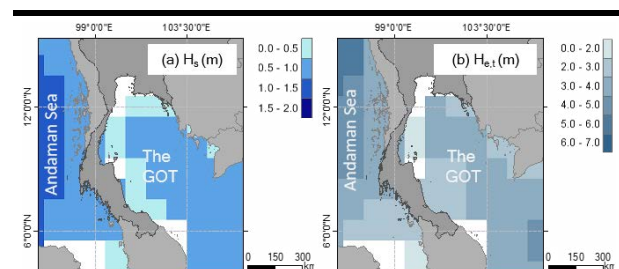 99°0'0"E 103°30'E
(a) Hs (m)
0.0 - 0.5
0.5 - 1.0
1.0 - 1.5
1.5 - 2.0
12°0'0"N
6°0'0"N
Andaman Sea
The
GOT
0 150 300
km
99°0'0"E 103°30'E
(b) He,t (m)
0.0 - 2.0
2.0 - 3.0
3.0 - 4.0
4.0 - 5.0
5.0 - 6.0
6.0 - 7.0
12°0'0"N
6°0'0"N
Andaman Sea
The
GOT
0 150 300
km